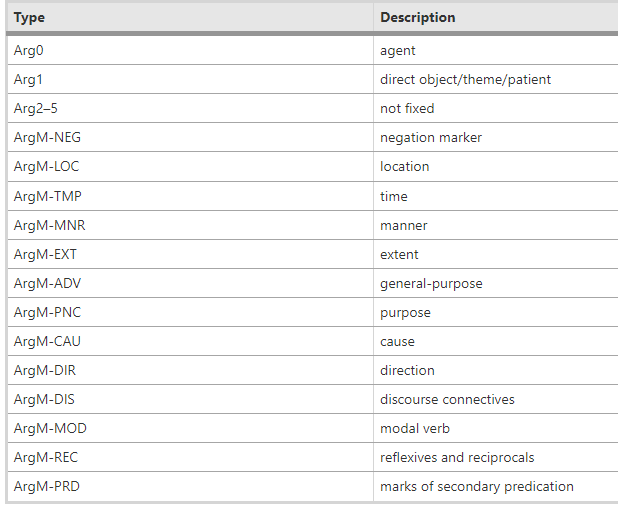 Type Description
Arg0 agent
Arg1 direct object/theme/patient
Arg2–5 not fixed
ArgM-NEG negation marker
ArgM-LOC location
ArgM-TMP time
ArgM-MNR manner
ArgM-EXT extent
ArgM-ADV general-purpose
ArgM-PNC purpose
ArgM-CAU cause
ArgM-DIR direction
ArgM-DIS discourse connectives
ArgM-MOD modal verb
ArgM-REC reflexives and reciprocals
ArgM-PRD marks of secondary predication